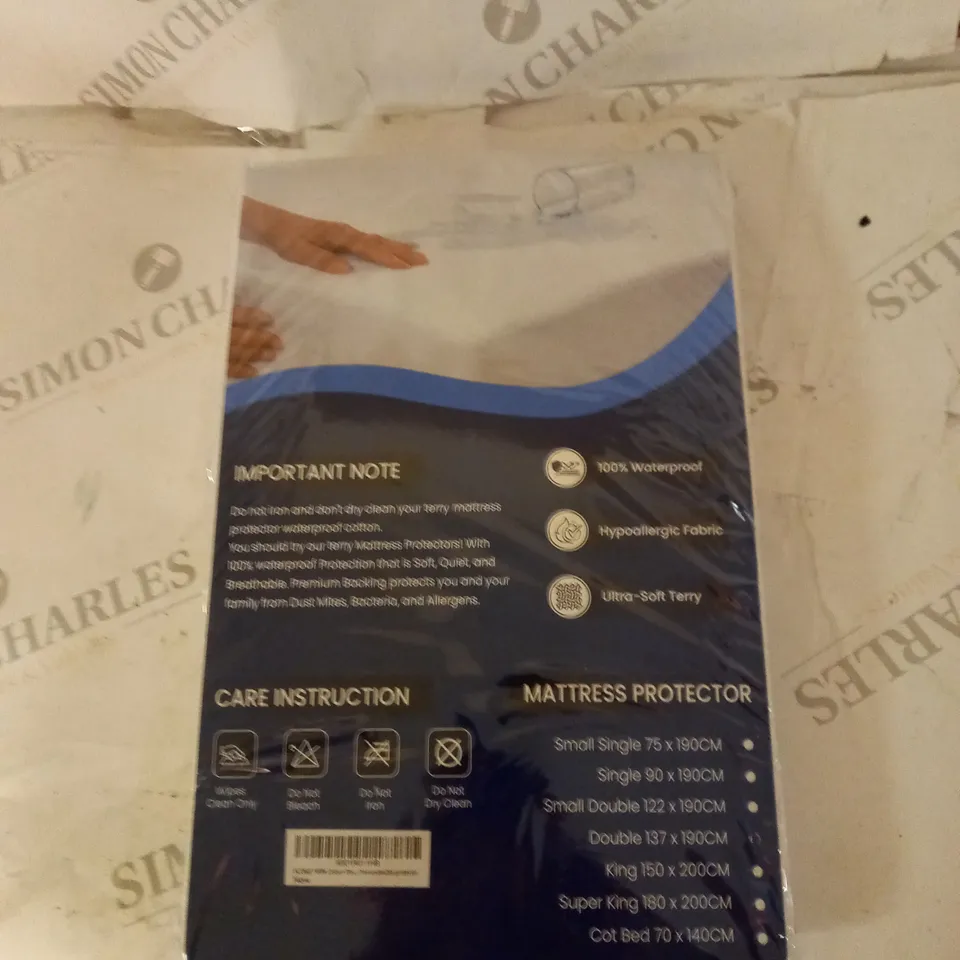 SIMON CHARLES
SIMON CHARLES
SIMON CHARLES
SIMON CHARLES
IMPORTANT NOTE
Do not Iron and don't dry clean your terry mattress
protector waterproof cotton.
You should try our terry Mattress Protectors! With
100% waterproof Protection that is Soft, Quiet, and
Breathable. Premium Backing protects you and your
family from Dust Mites, Bacteria, and Allergens.
100% Waterproof
Hypoallergic Fabric
Ultra-Soft Terry
CARE INSTRUCTION
Wipes
Clean Only
Do Not
Bleach
Do Not
Iron
Do Not
Dry Clean
MATTRESS PROTECTOR
Small Single 75 x 190CM
Single 90 x 190CM
Small Double 122 x 190CM
Double 137 x 190CM
King 150 x 200CM
Super King 180 x 200CM
Cot Bed 70 x 140CM